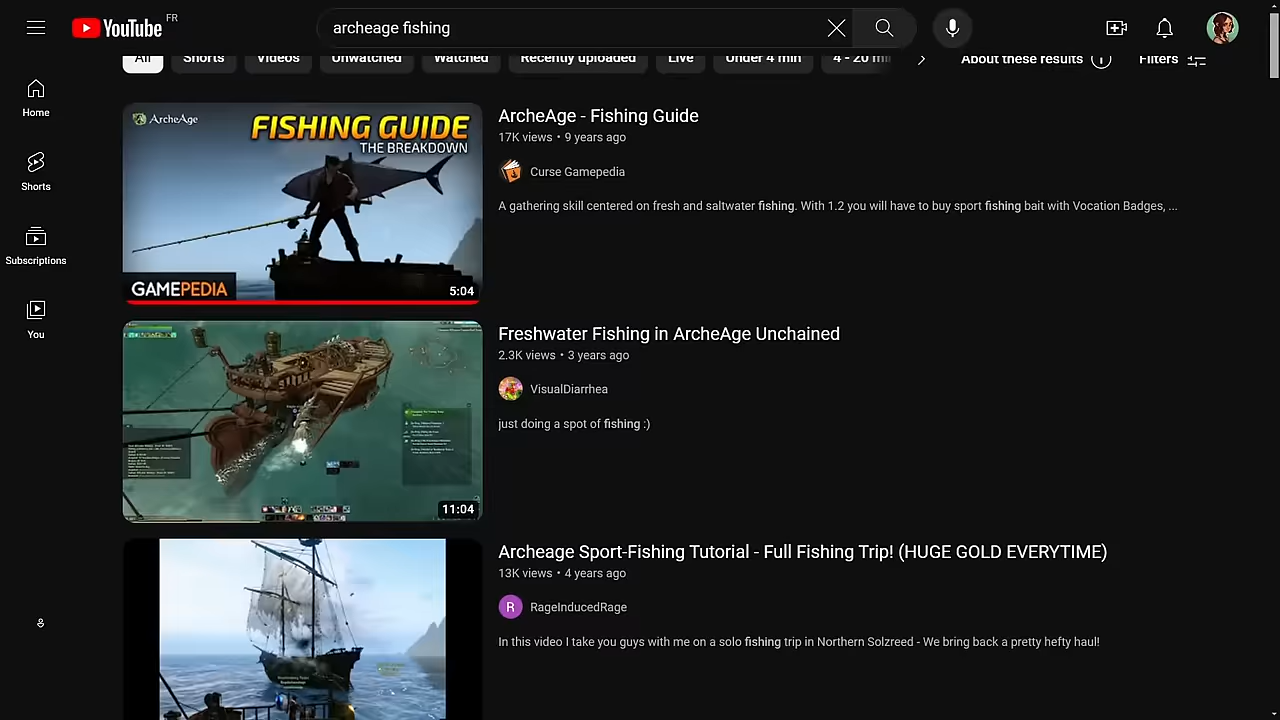 YouTube FR
archeage fishing
All
Shorts
Videos
Unwatched
Watched
Recently uploaded
Live
Under 4 min
4 - 20
About these results
Filters
Home
Shorts
Subscriptions
You
ArcheAge
FISHING GUIDE
THE BREAKDOWN
GAMEPEDIA
5:04
ArcheAge - Fishing Guide
17K views • 9 years ago
Curse Gamepedia
A gathering skill centered on fresh and saltwater fishing. With 1.2 you will have to buy sport fishing bait with Vocation Badges, ...
11:04
Freshwater Fishing in ArcheAge Unchained
2.3K views • 3 years ago
VisualDiarrhea
just doing a spot of fishing :)
Archeage Sport-Fishing Tutorial - Full Fishing Trip! (HUGE GOLD EVERYTIME)
13K views • 4 years ago
R
RageInducedRage
In this video I take you guys with me on a solo fishing trip in Northern Solzreed - We bring back a pretty hefty haul!